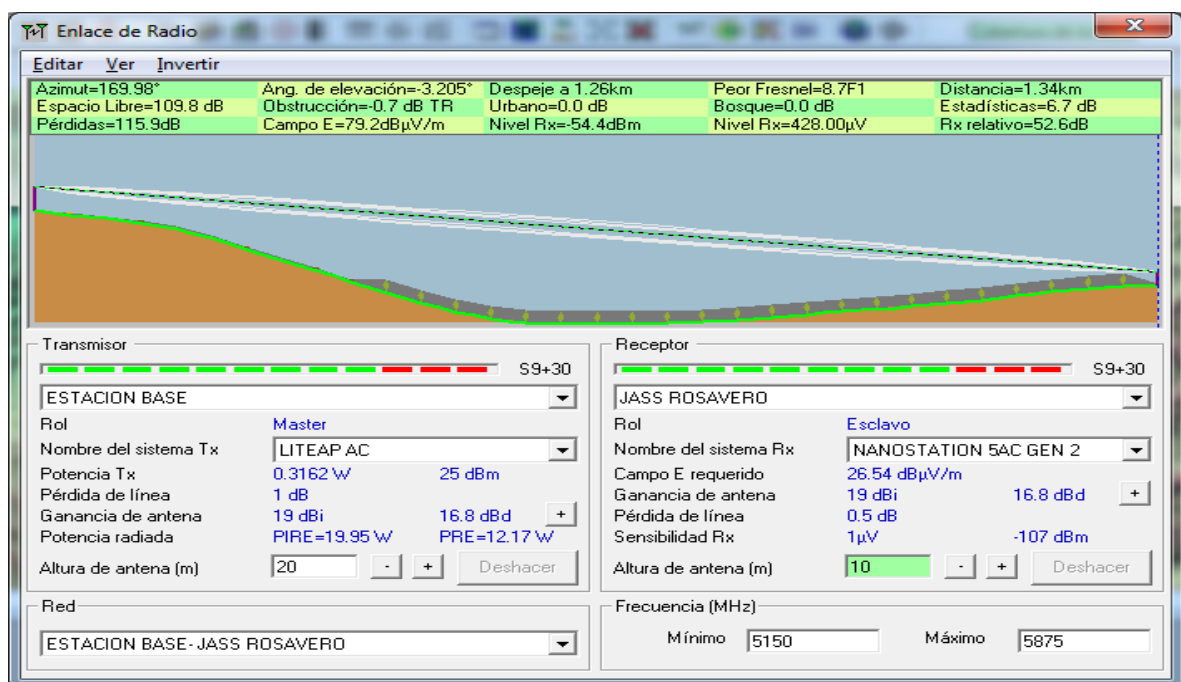 Enlace de Radio
Editar Ver Invertir
Azimut=169.98° Ang. de elevación=-3.205° Despeje a 1.26km Peor Fresnel=8.7F1 Distancia=1.34km
Espacio Libre=109.8 dB Obstrucción=-0.7 dB TR Urbano=0.0 dB Bosque=0.0 dB Estadísticas=6.7 dB
Pérdidas=115.9dB Campo E=79.2dBµV/m Nivel Rx=-54.4dBm Nivel Rx=428.00µV Rx relativo=52.6dB
Transmisor
S9+30
ESTACION BASE
Rol Master
Nombre del sistema Tx LITEAP AC
Potencia Tx 0.3162 W 25 dBm
Pérdida de línea 1 dB
Ganancia de antena 19 dBi 16.8 dBd +
Potencia radiada PIRE=19.95 W PRE=12.17 W
Altura de antena (m) 20 - + Deshacer
Red
ESTACION BASE-JASS ROSAVERO
Receptor
S9+30
JASS ROSAVERO
Rol Esclavo
Nombre del sistema Rx NANOSTATION 5AC GEN 2
Campo E requerido 26.54 dBµV/m
Ganancia de antena 19 dBi 16.8 dBd +
Pérdida de línea 0.5 dB
Sensibilidad Rx 1µV -107 dBm
Altura de antena (m) 10 - + Deshacer
Frecuencia (MHz)
Mínimo 5150 Máximo 5875